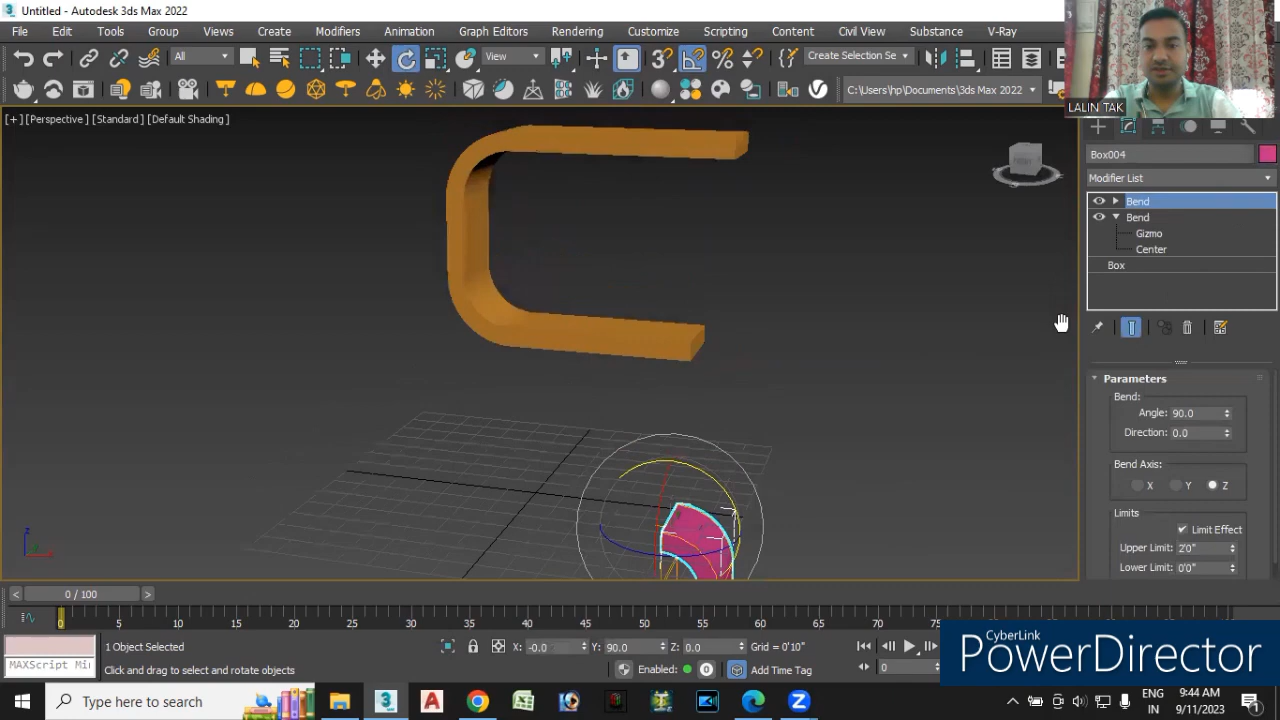 Untitled - Autodesk 3ds Max 2022
File Edit Tools Group Views Create Modifiers Animation Graph Editors Rendering Customize Scripting Content Civil View Substance V-Ray
All View Create Selection Se
C:\Users\hp\Documents\3ds Max 2022
LALIN TAK
[+] [Perspective ] [Standard ] [Default Shading ]
Box004
Modifier List
Bend
Bend
Gizmo
Center
Box
Parameters
Bend:
Angle: 90.0
Direction: 0.0
Bend Axis:
X Y Z
Limits
Limit Effect
Upper Limit: 2'0"
Lower Limit: 0'0"
z
< 0 / 100 >
0 5 10 15 20 25 30 35 40 45 50 55 60 65 70 75
1 Object Selected X: -0.0 Y: 90.0 Z: 0.0 Grid = 0'10"
MAXScript Mi Click and drag to select and rotate objects Enabled: 0 Add Time Tag 0
CyberLink
PowerDirector
Type here to search
ENG
IN
9:44 AM
9/11/2023